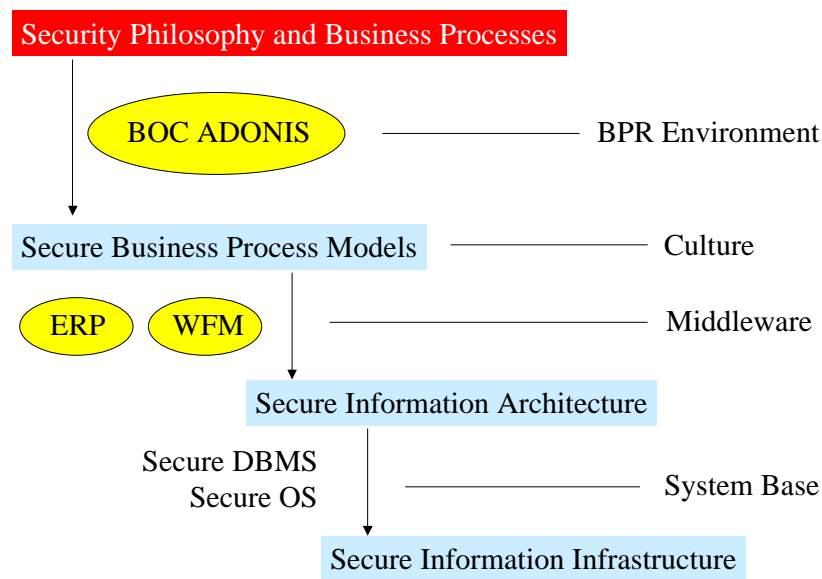 Security Philosophy and Business Processes
BOC ADONIS
BPR Environment
Secure Business Process Models
Culture
ERP
WFM
Middleware
Secure Information Architecture
Secure DBMS
Secure OS
System Base
Secure Information Infrastructure